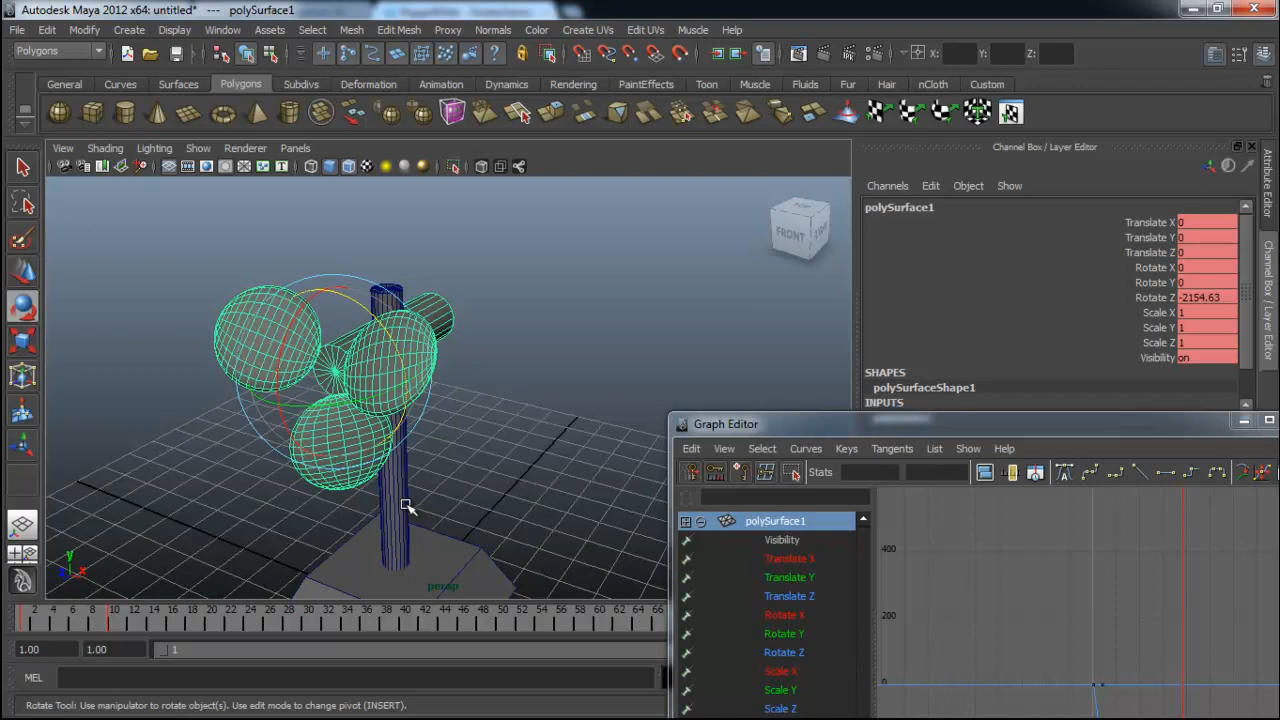 Autodesk Maya 2012 x64: untitled* --- polySurface1
File Edit Modify Create Display Window Assets Select Mesh Edit Mesh Proxy Normals Color Create UVs Edit UVs Muscle Help
Polygons X: Y: Z:
General Curves Surfaces Polygons Subdivs Deformation Animation Dynamics Rendering PaintEffects Toon Muscle Fluids Fur Hair nCloth Custom
View Shading Lighting Show Renderer Panels
Channel Box / Layer Editor
Channels Edit Object Show
polySurface1
Translate X 0
Translate Y 0
Translate Z 0
Rotate X 0
Rotate Y 0
Rotate Z -2154.63
Scale X 1
Scale Y 1
Scale Z 1
Visibility on
SHAPES
polySurfaceShape1
INPUTS
Attribute Editor
Channel Box / Layer Editor
TOP
FRONT
persp
y
z x
Graph Editor
Edit View Select Curves Keys Tangents List Show Help
Stats
polySurface1
Visibility
Translate X
Translate Y
Translate Z
Rotate X
Rotate Y
Rotate Z
Scale X
Scale Y
Scale Z
400
200
0
2 4 6 8 10 12 14 16 18 20 22 24 26 28 30 32 34 36 38 40 42 44 46 48 50 52 54 56 58 60 62 64 66
1.00 1.00 1
MEL
Rotate Tool: Use manipulator to rotate object(s). Use edit mode to change pivot (INSERT).